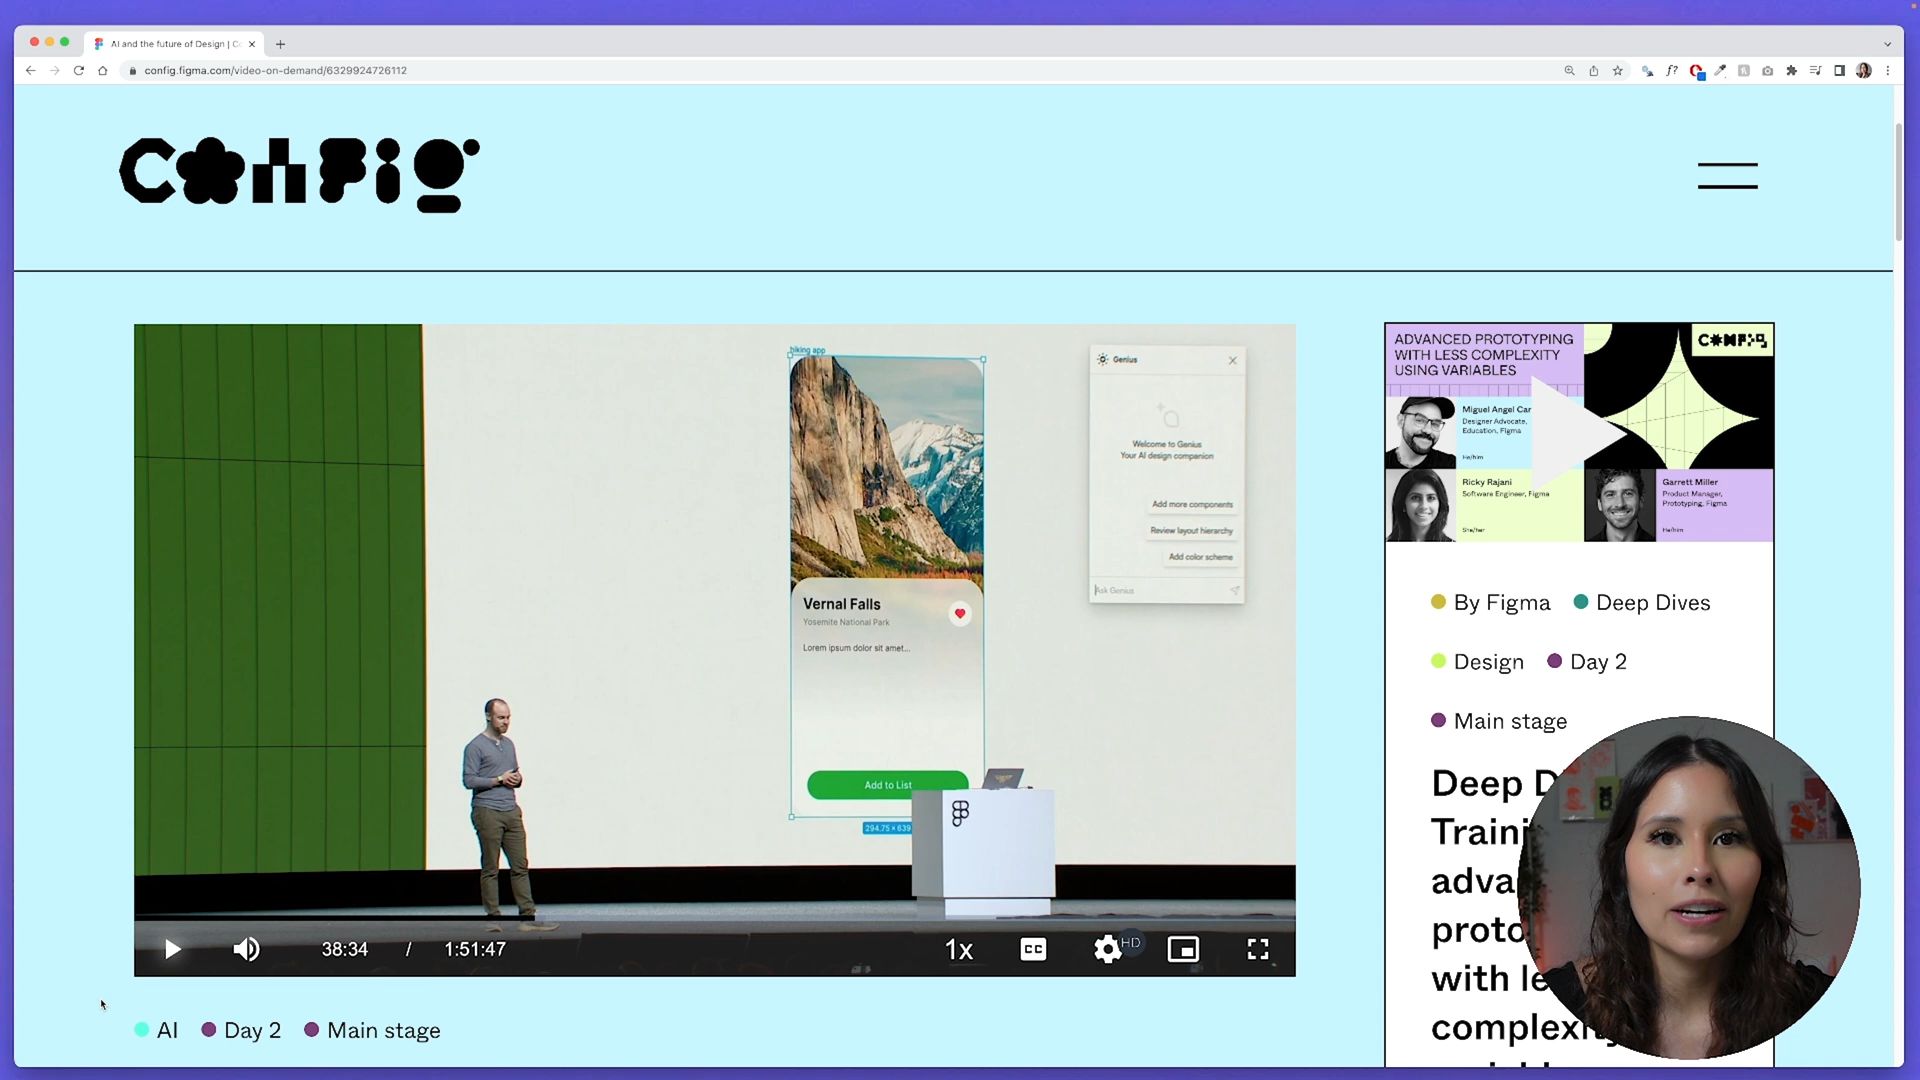 AI and the future of Design | C
config.figma.com/video-on-demand/6329924726112
f?
Config
hiking app
Vernal Falls
Yosemite National Park
Lorem ipsum dolor sit amet...
Add to List
294.75 × 639
Genius
Welcome to Genius
Your AI design companion
Add more components
Review layout hierarchy
Add color scheme
Ask Genius
38:34 / 1:51:47
1x
CC
HD
AI
Day 2
Main stage
ADVANCED PROTOTYPING
WITH LESS COMPLEXITY
USING VARIABLES
CONFIG
Miguel Angel Car
Designer Advocate,
Education, Figma
He/him
Ricky Rajani
Software Engineer, Figma
She/her
Garrett Miller
Product Manager,
Prototyping, Figma
He/him
By Figma
Deep Dives
Design
Day 2
Main stage
Deep D
Traini
adva
proto
with le
complexity